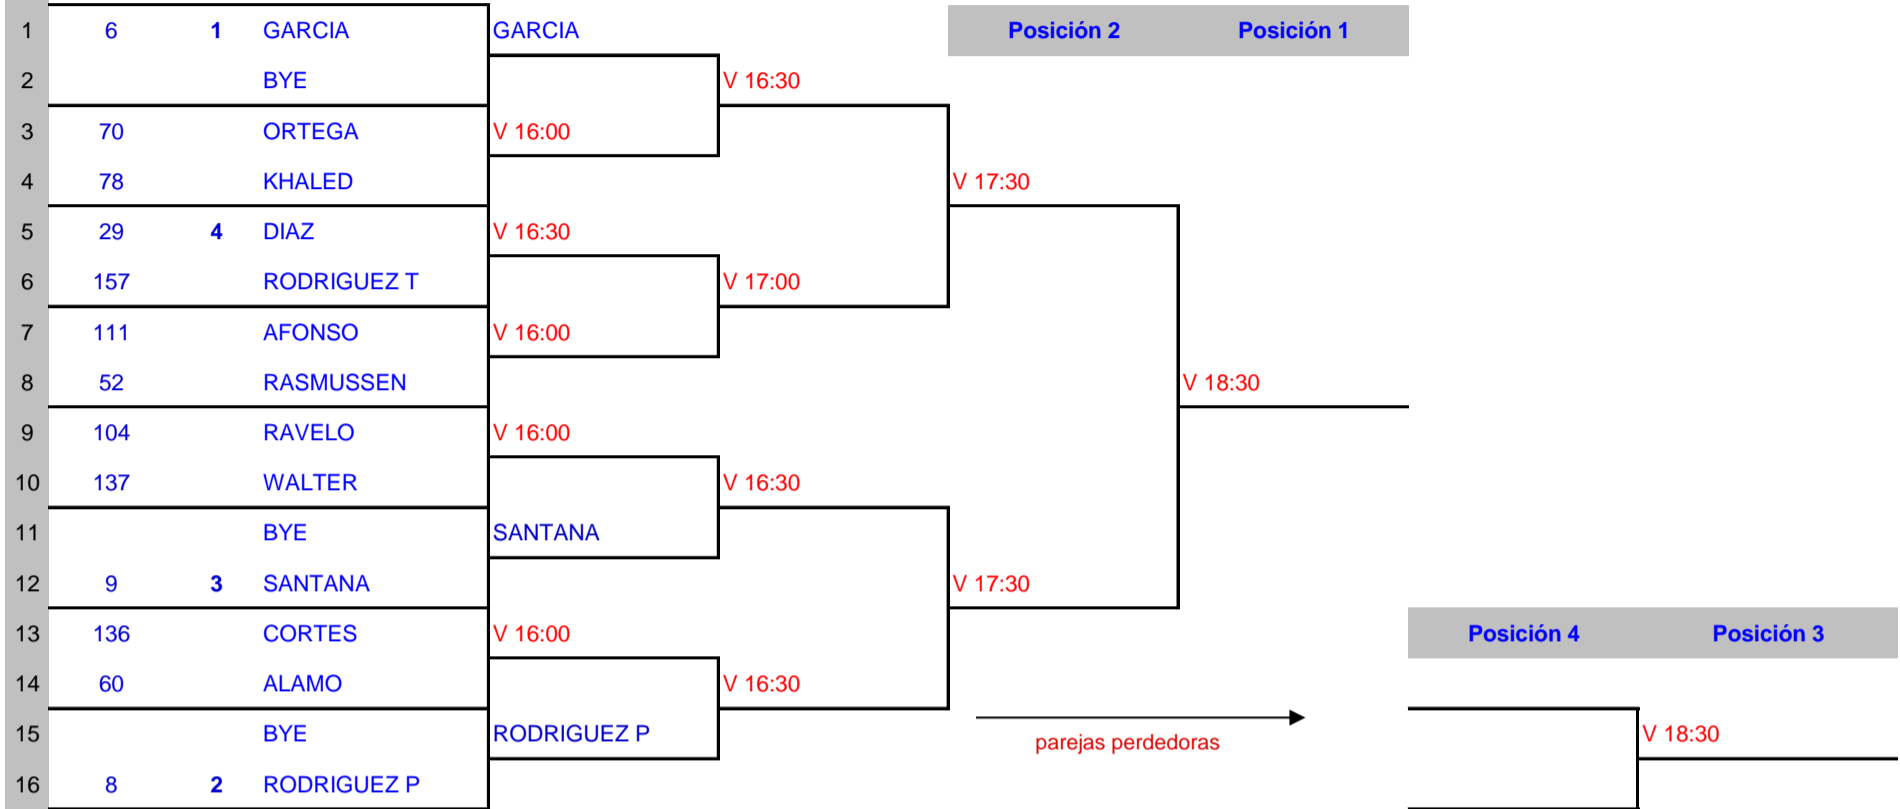 1 6 1 GARCIA GARCIA Posición 2 Posición 1
2 BYE V 16:30
3 70 ORTEGA V 16:00
4 78 KHALED V 17:30
5 29 4 DIAZ V 16:30
6 157 RODRIGUEZ T V 17:00
7 111 AFONSO V 16:00
8 52 RASMUSSEN V 18:30
9 104 RAVELO V 16:00
10 137 WALTER V 16:30
11 BYE SANTANA
12 9 3 SANTANA V 17:30
13 136 CORTES V 16:00 Posición 4 Posición 3
14 60 ALAMO V 16:30
15 BYE RODRIGUEZ P parejas perdedoras V 18:30
16 8 2 RODRIGUEZ P